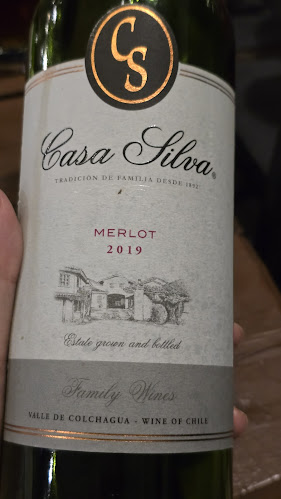 CS
Casa Silva®
TRADICIÓN DE FAMILIA DESDE 1892
MERLOT
2019
Estate grown and bottled
Family Wines
VALLE DE COLCHAGUA - WINE OF CHILE